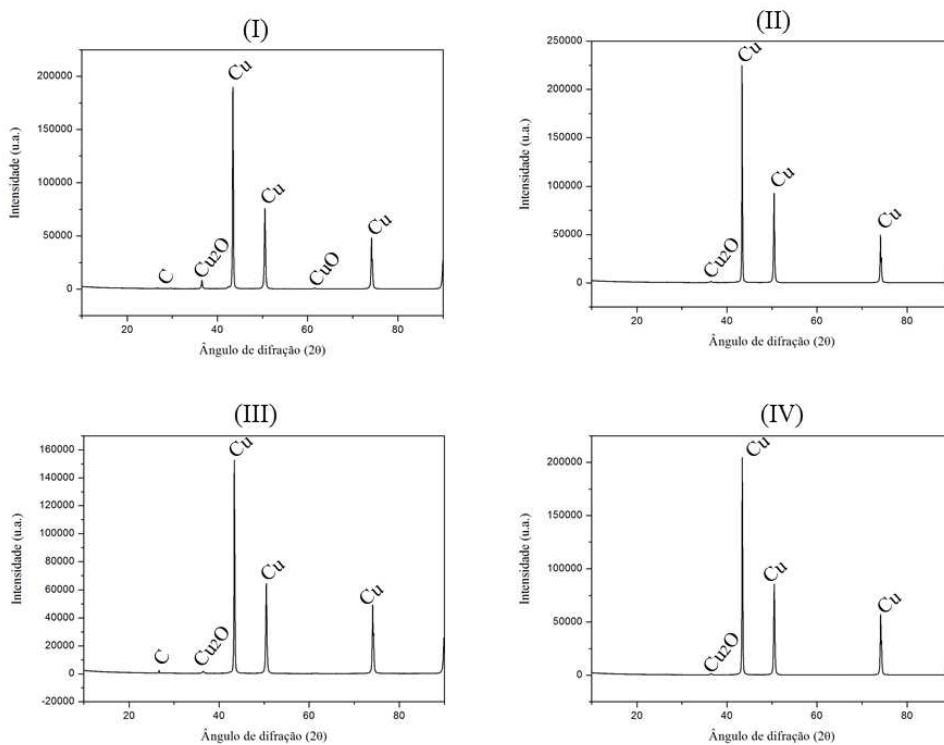 (I)
Intensidade (u.a.)
200000
150000
100000
50000
0
C
Cu₂O
Cu
Cu
CuO
Cu
20
40
60
80
Ângulo de difração (2θ)
(II)
Intensidade (u.a.)
250000
200000
150000
100000
50000
0
Cu₂O
Cu
Cu
Cu
20
40
60
80
Ângulo de difração (2θ)
(III)
Intensidade (u.a.)
160000
140000
120000
100000
80000
60000
40000
20000
0
-20000
C
Cu₂O
Cu
Cu
Cu
20
40
60
80
Ângulo de difração (2θ)
(IV)
Intensidade (u.a.)
200000
150000
100000
50000
0
Cu₂O
Cu
Cu
Cu
20
40
60
80
Ângulo de difração (2θ)